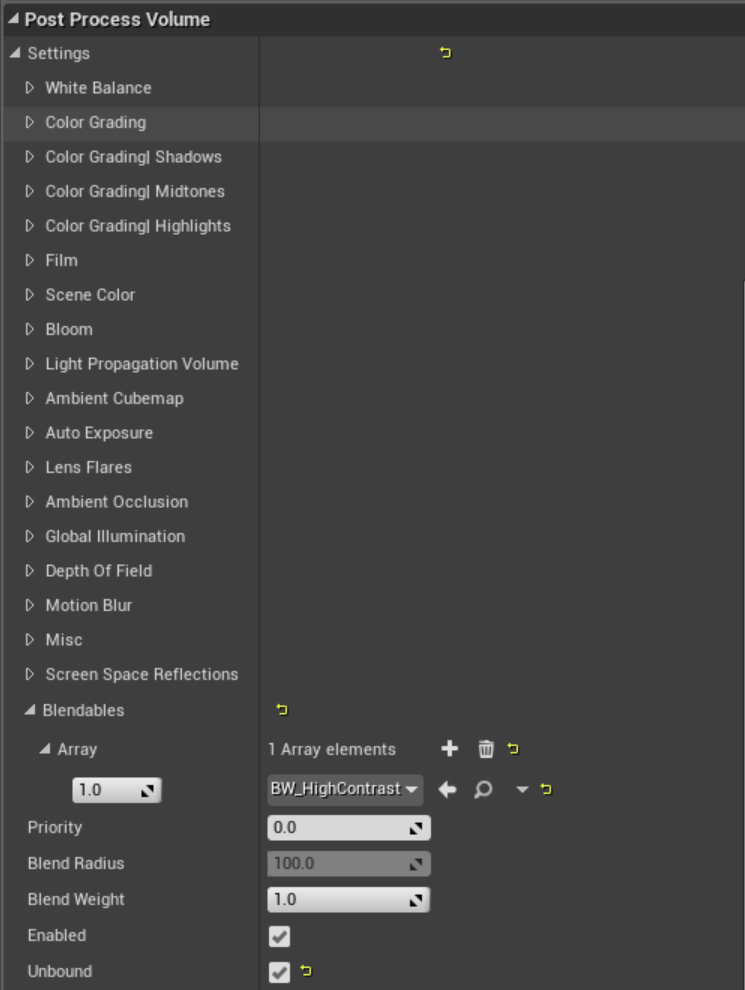 Post Process Volume
Settings
White Balance
Color Grading
Color Grading| Shadows
Color Grading| Midtones
Color Grading| Highlights
Film
Scene Color
Bloom
Light Propagation Volume
Ambient Cubemap
Auto Exposure
Lens Flares
Ambient Occlusion
Global Illumination
Depth Of Field
Motion Blur
Misc
Screen Space Reflections
Blendables
Array 1 Array elements
1.0 BW_HighContrast
Priority 0.0
Blend Radius 100.0
Blend Weight 1.0
Enabled
Unbound